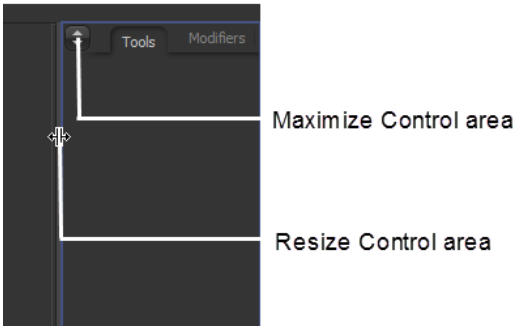 Tools Modifiers
Maximize Control area
Resize Control area